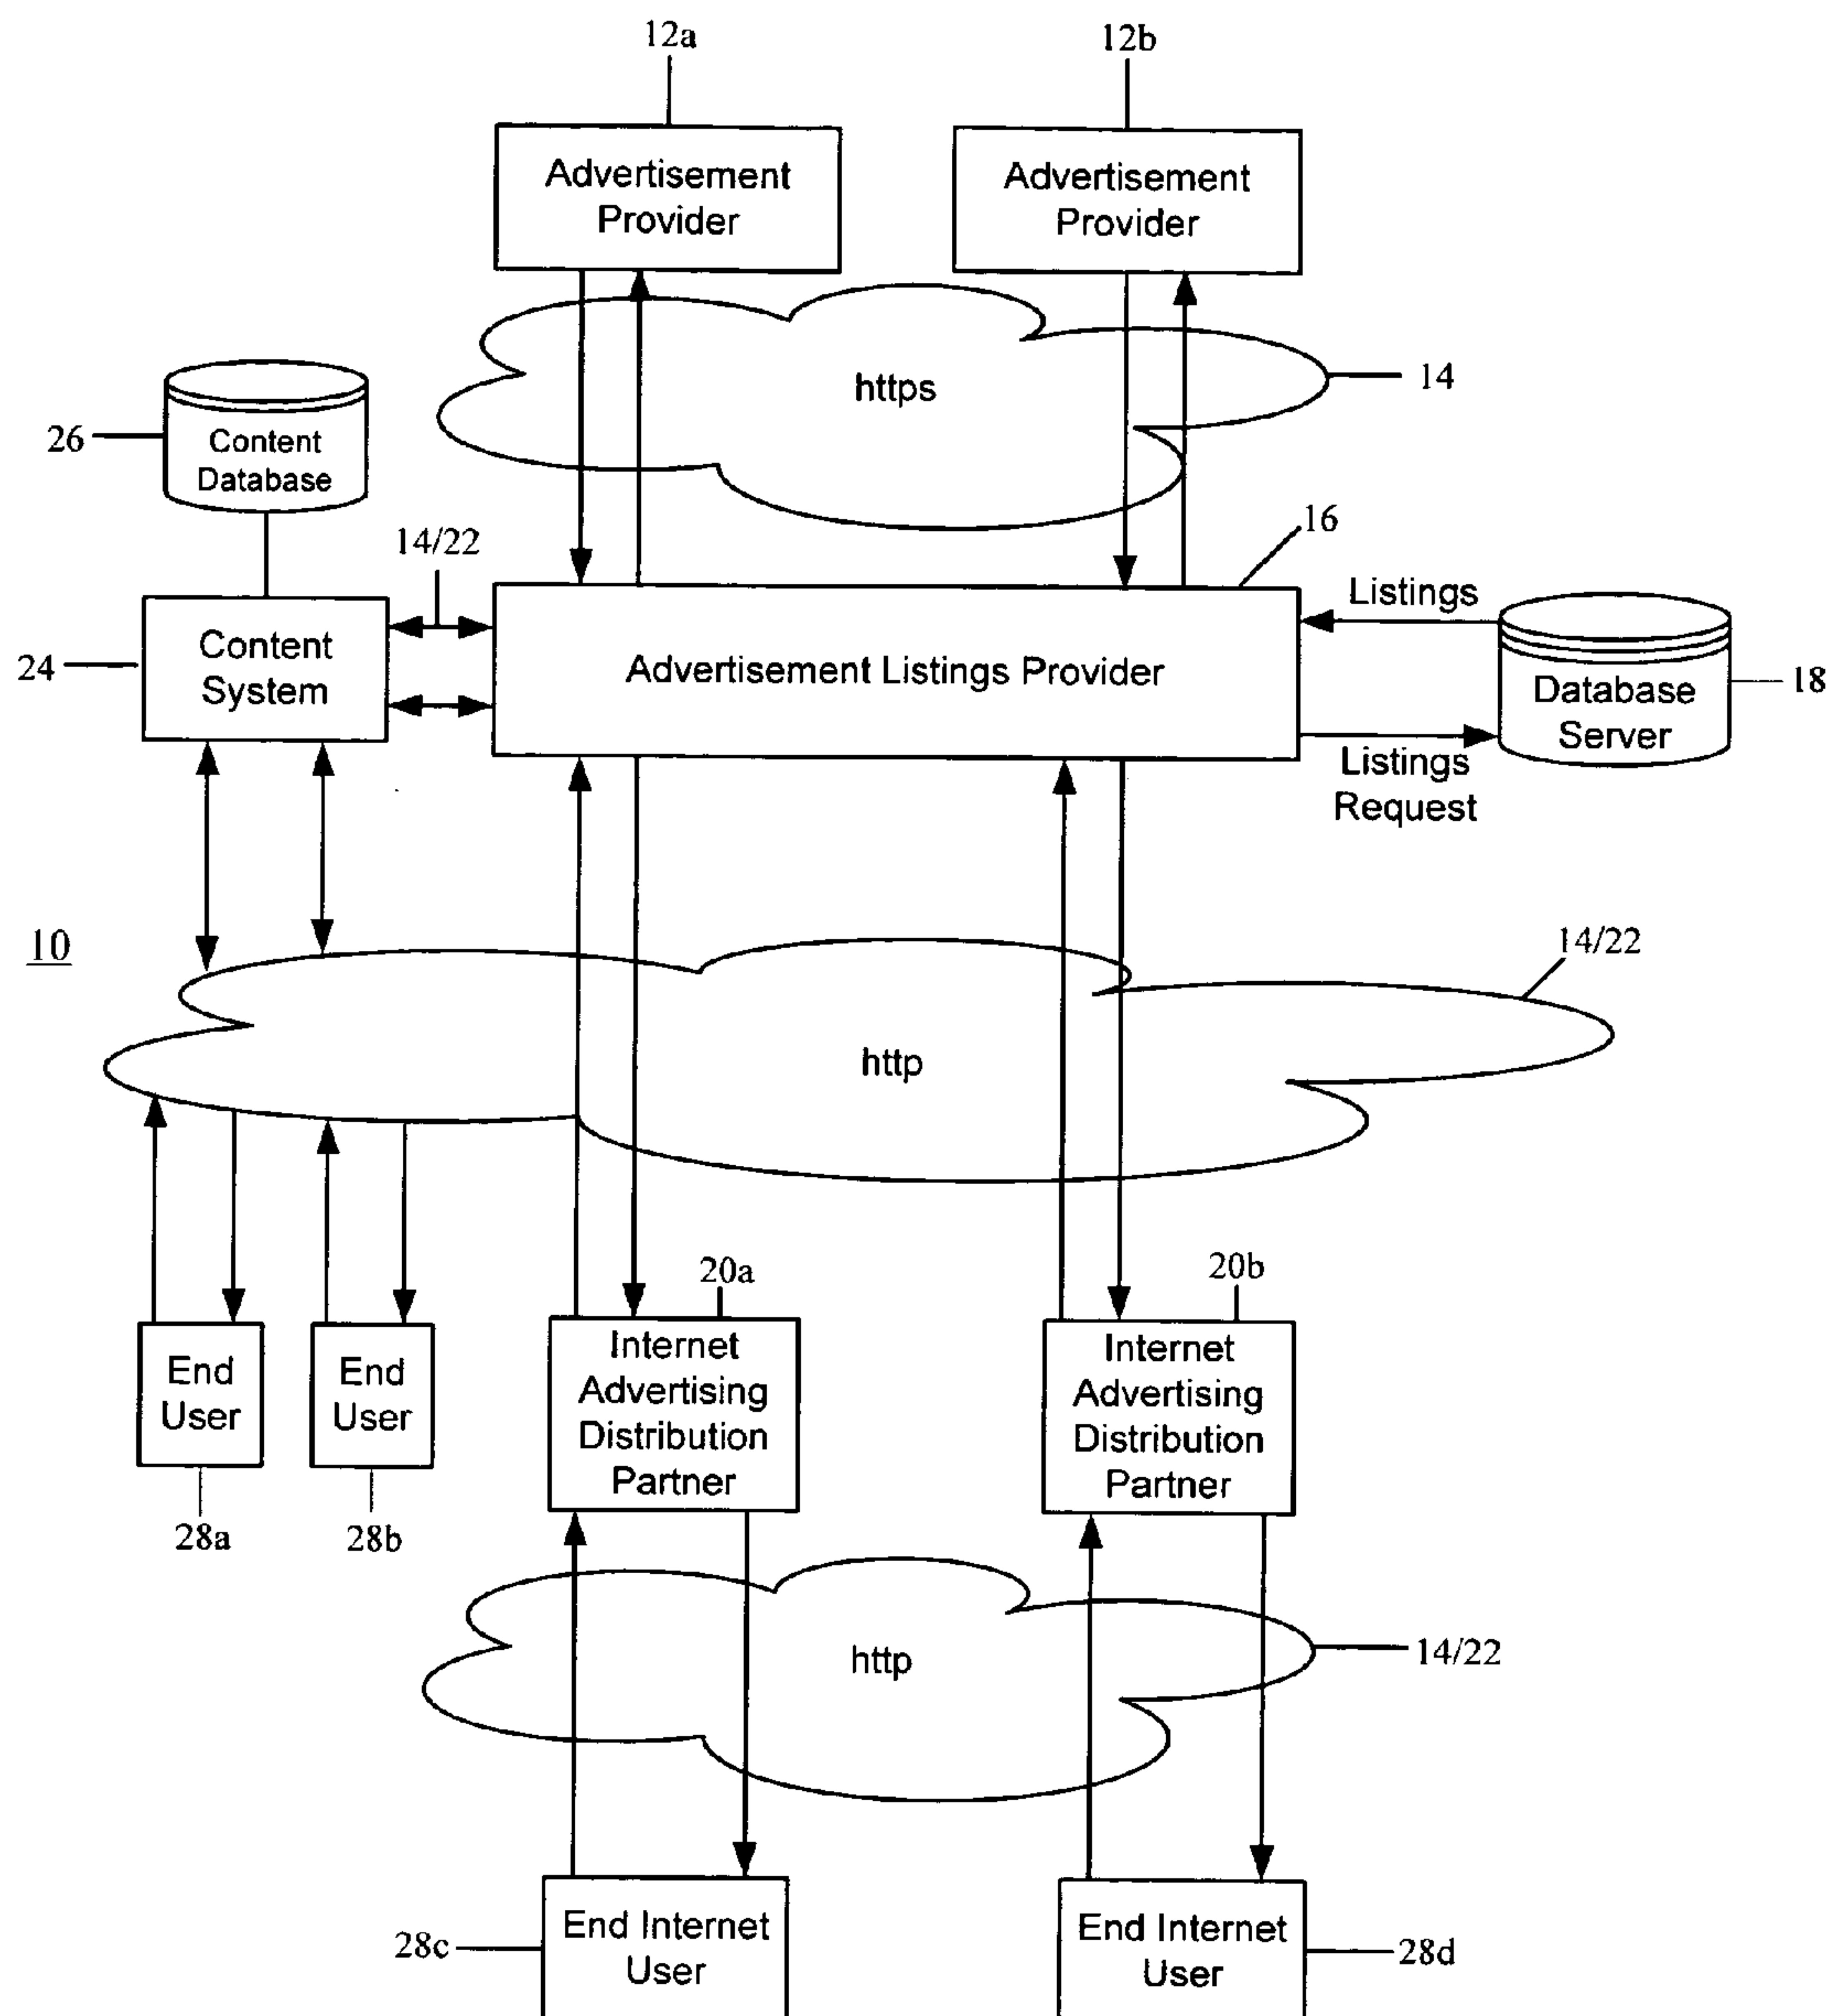 12a
12b
Advertisement
Provider
Advertisement
Provider
https
14
26
Content
Database
14/22
16
Listings
24
Content
System
Advertisement Listings Provider
Database
Server
18
Listings
Request
10
14/22
http
20a
20b
End
User
End
User
Internet
Advertising
Distribution
Partner
Internet
Advertising
Distribution
Partner
28a
28b
http
14/22
28c
End Internet
User
End Internet
User
28d